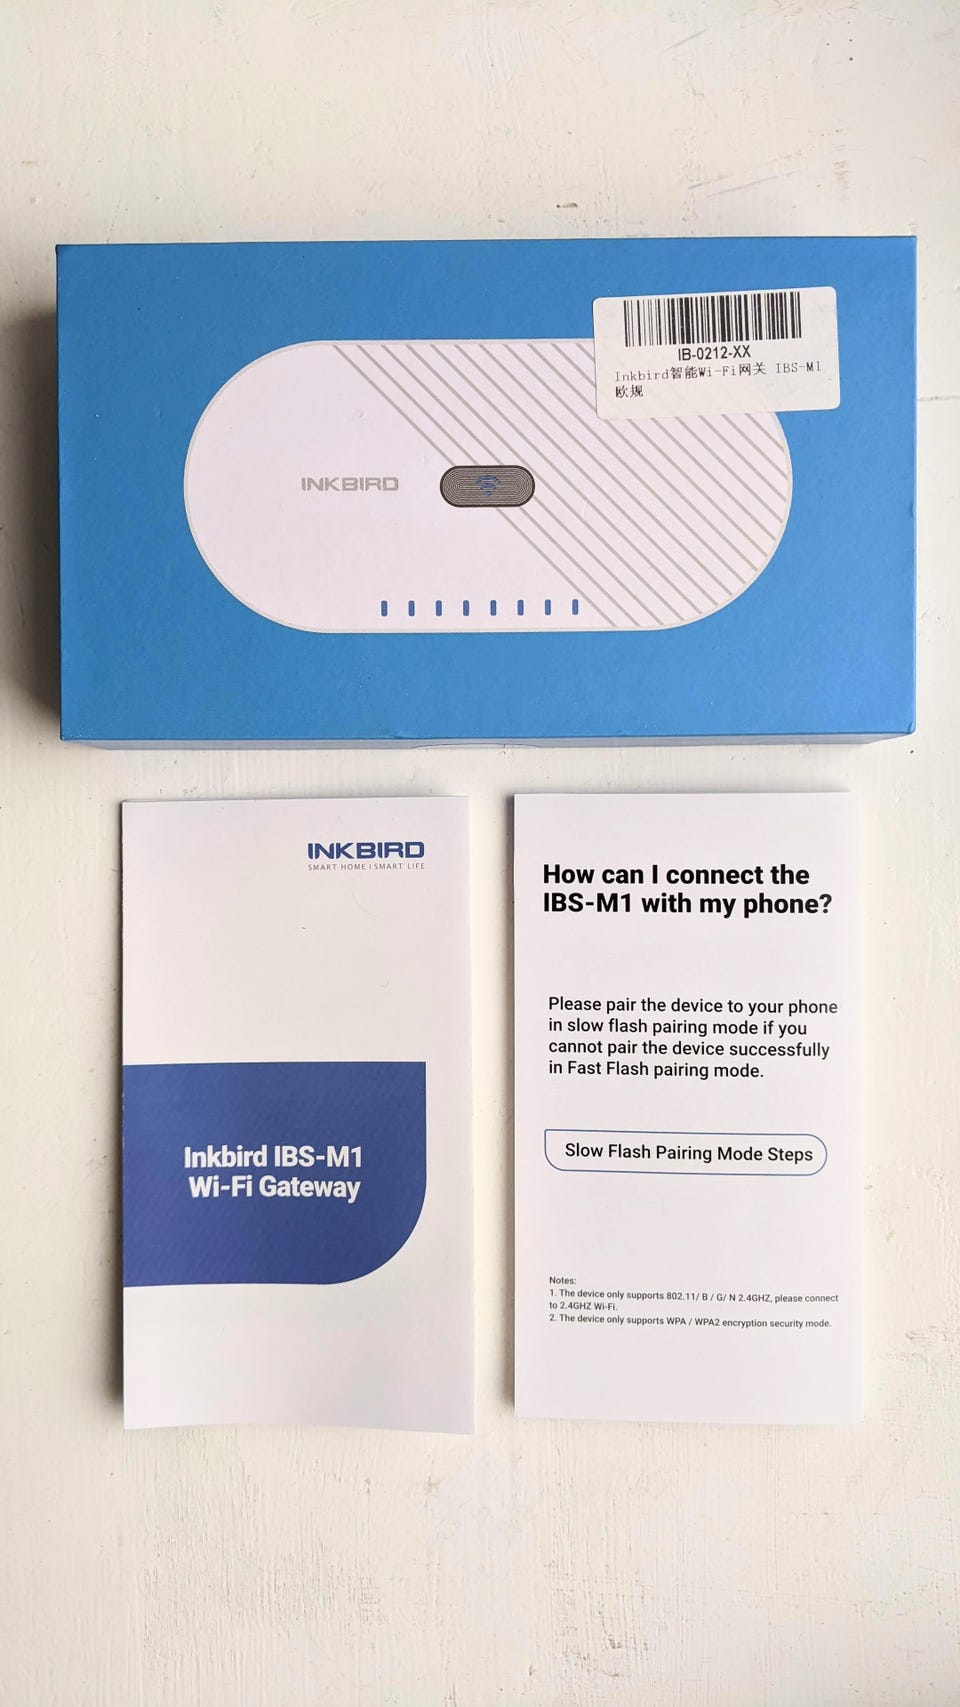 IB-0212-XX
Inkbird智能Wi-Fi网关 IBS-M1
欧规
INKBIRD
INKBIRD
SMART HOME | SMART LIFE
Inkbird IBS-M1
Wi-Fi Gateway
How can I connect the
IBS-M1 with my phone?
Please pair the device to your phone
in slow flash pairing mode if you
cannot pair the device successfully
in Fast Flash pairing mode.
Slow Flash Pairing Mode Steps
Notes:
1. The device only supports 802.11/ B / G/ N 2.4GHZ, please connect
to 2.4GHZ Wi-Fi.
2. The device only supports WPA / WPA2 encryption security mode.